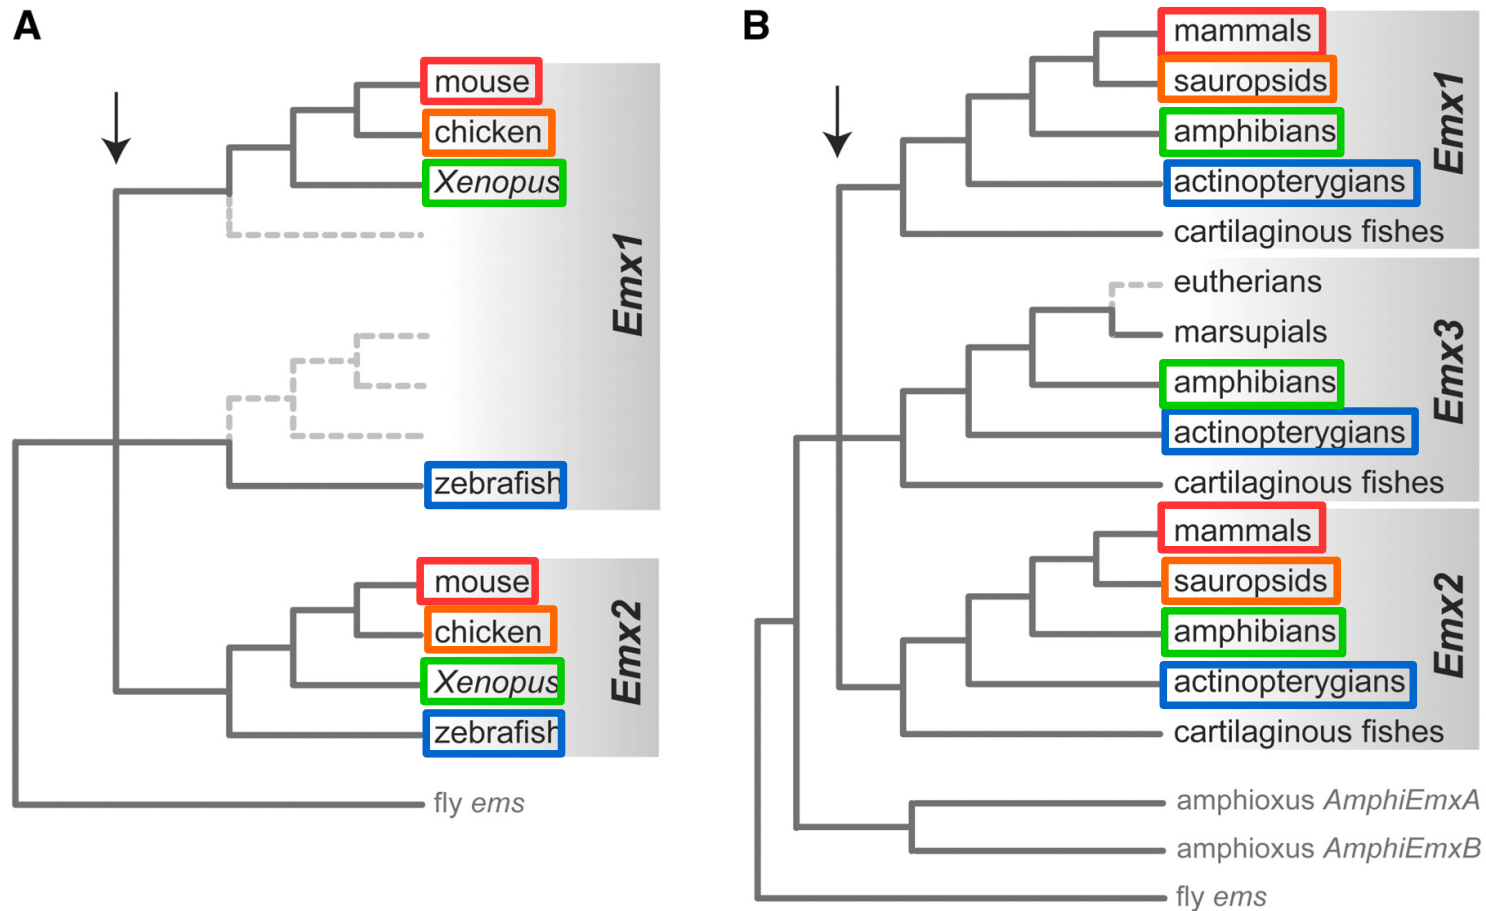 A
mouse
chicken
Xenopus
Emx1
zebrafish
mouse
chicken
Xenopus
zebrafish
Emx2
fly ems
B
mammals
sauropsids
amphibians
actinopterygians
cartilaginous fishes
Emx1
eutherians
marsupials
amphibians
actinopterygians
cartilaginous fishes
Emx3
mammals
sauropsids
amphibians
actinopterygians
cartilaginous fishes
Emx2
amphioxus AmphiEmxA
amphioxus AmphiEmxB
fly ems